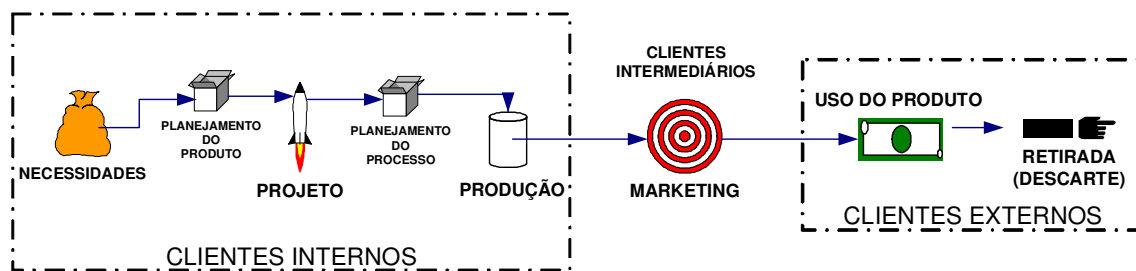 NECESSIDADES
PLANEJAMENTO
DO
PRODUTO
PROJETO
PLANEJAMENTO
DO
PROCESSO
PRODUÇÃO
CLIENTES INTERNOS
CLIENTES
INTERMEDIÁRIOS
MARKETING
USO DO PRODUTO
RETIRADA
(DESCARTE)
CLIENTES EXTERNOS